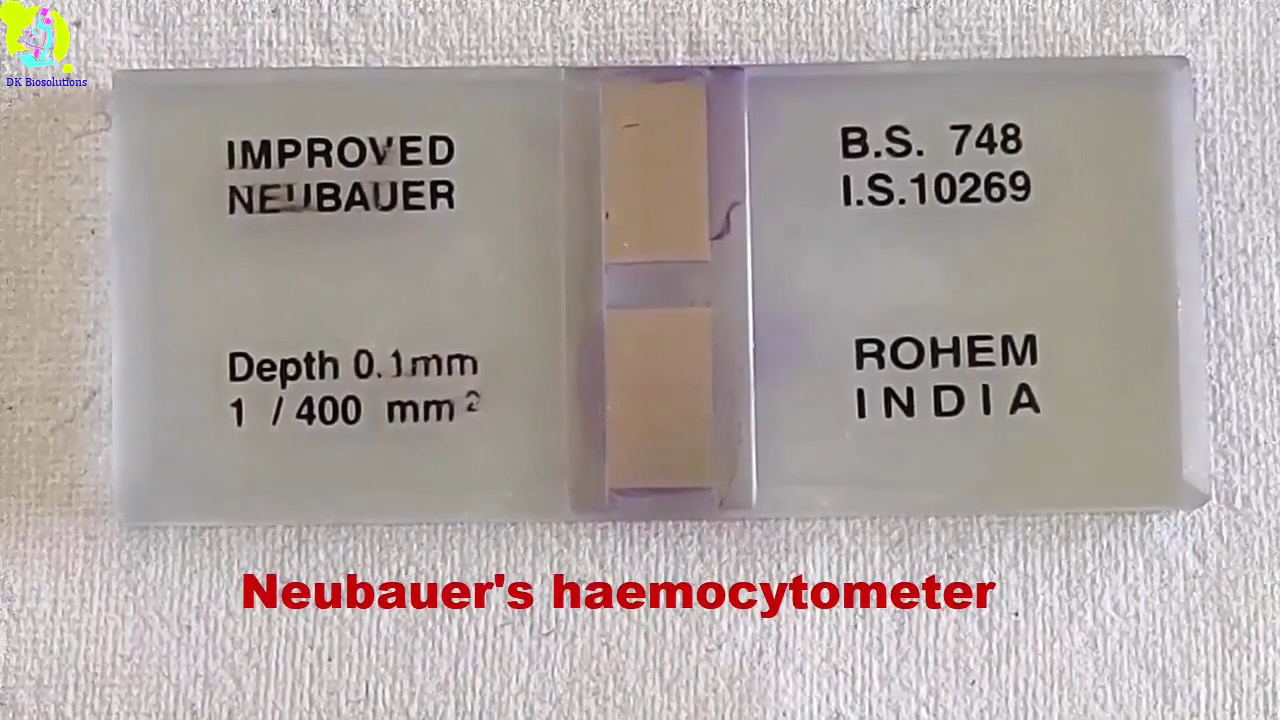 DK Biosolutions
IMPROVED
NEUBAUER
Depth 0.1mm
1 / 400 mm²
B.S. 748
I.S.10269
ROHEM
INDIA
Neubauer's haemocytometer